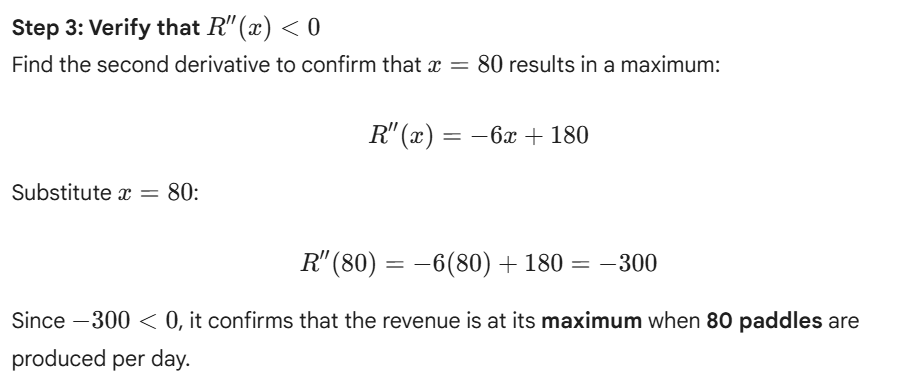 Step 3: Verify that R″(x) < 0
Find the second derivative to confirm that x = 80 results in a maximum:
R″(x) = −6x + 180
Substitute x = 80:
R″(80) = −6(80) + 180 = −300
Since −300 < 0, it confirms that the revenue is at its maximum when 80 paddles are
produced per day.